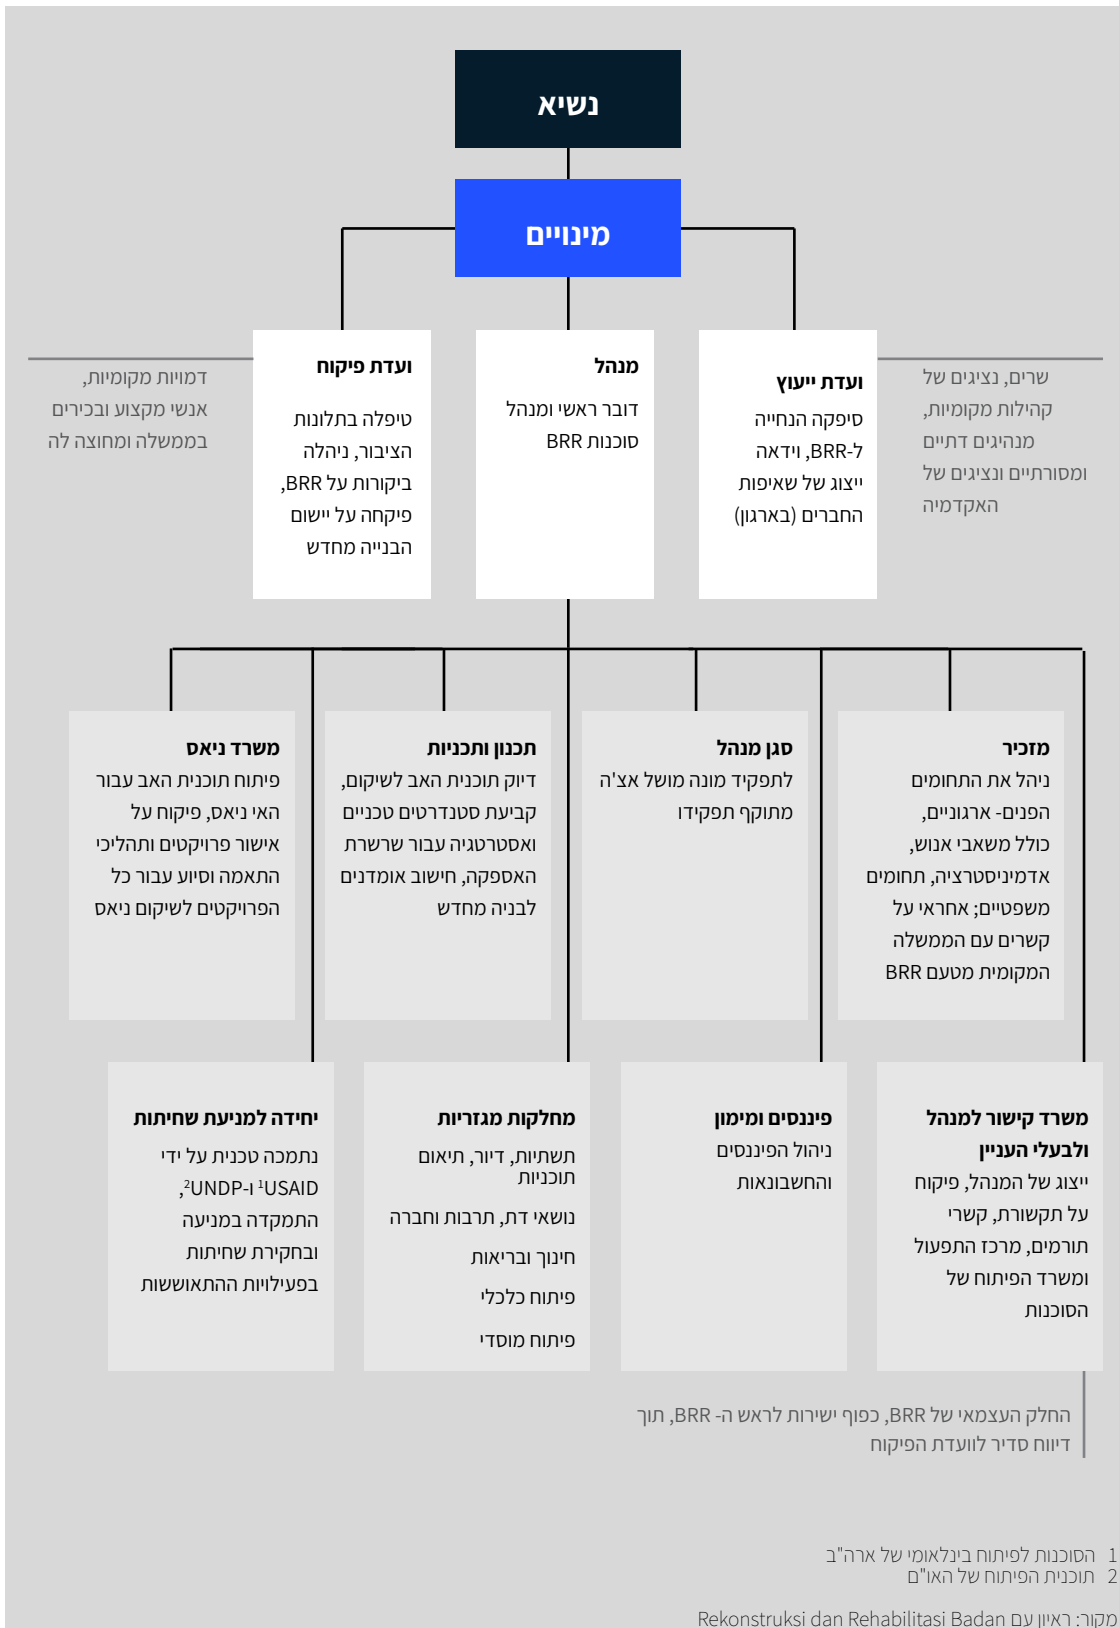 נשיא
מינויים
שרים, נציגים של
קהילות מקומיות,
מנהיגים דתיים
ומסורתיים ונציגים של
האקדמיה
ועדת ייעוץ
סיפקה הנחייה
ל-BRR, וידאה
ייצוג של שאיפות
החברים (בארגון)
מנהל
דובר ראשי ומנהל
סוכנות BRR
ועדת פיקוח
טיפלה בתלונות
הציבור, ניהלה
ביקורות על BRR,
פיקחה על יישום
הבנייה מחדש
דמויות מקומיות,
אנשי מקצוע ובכירים
בממשלה ומחוצה לה
מזכיר
ניהל את התחומים
הפנים- ארגוניים,
כולל משאבי אנוש,
אדמיניסטרציה, תחומים
משפטיים; אחראי על
קשרים עם הממשלה
המקומית מטעם BRR
סגן מנהל
לתפקיד מונה מושל אצ'ה
מתוקף תפקידו
תכנון ותכניות
דיוק תוכנית האב לשיקום,
קביעת סטנדרטים טכניים
ואסטרטגיה עבור שרשרת
האספקה, חישוב אומדנים
לבניה מחדש
משרד ניאס
פיתוח תוכנית האב עבור
האי ניאס, פיקוח על
אישור פרויקטים ותהליכי
התאמה וסיוע עבור כל
הפרויקטים לשיקום ניאס
משרד קישור למנהל
ולבעלי העניין
ייצוג של המנהל, פיקוח
על תקשורת, קשרי
תורמים, מרכז התפעול
ומשרד הפיתוח של
הסוכנות
פיננסים ומימון
ניהול הפיננסים
והחשבונאות
מחלקות מגזריות
תשתיות, דיור, תיאום
תוכניות
נושאי דת, תרבות וחברה
חינוך ובריאות
פיתוח כלכלי
פיתוח מוסדי
יחידה למניעת שחיתות
נתמכה טכנית על ידי
USAID¹ ו-UNDP²,
התמקדה במניעה
ובחקירת שחיתות
בפעילויות ההתאוששות
החלק העצמאי של BRR, כפוף ישירות לראש ה- BRR, תוך
דיווח סדיר לוועדת הפיקוח
1 הסוכנות לפיתוח בינלאומי של ארה"ב
2 תוכנית הפיתוח של האו"ם
מקור: ראיון עם Rekonstruksi dan Rehabilitasi Badan